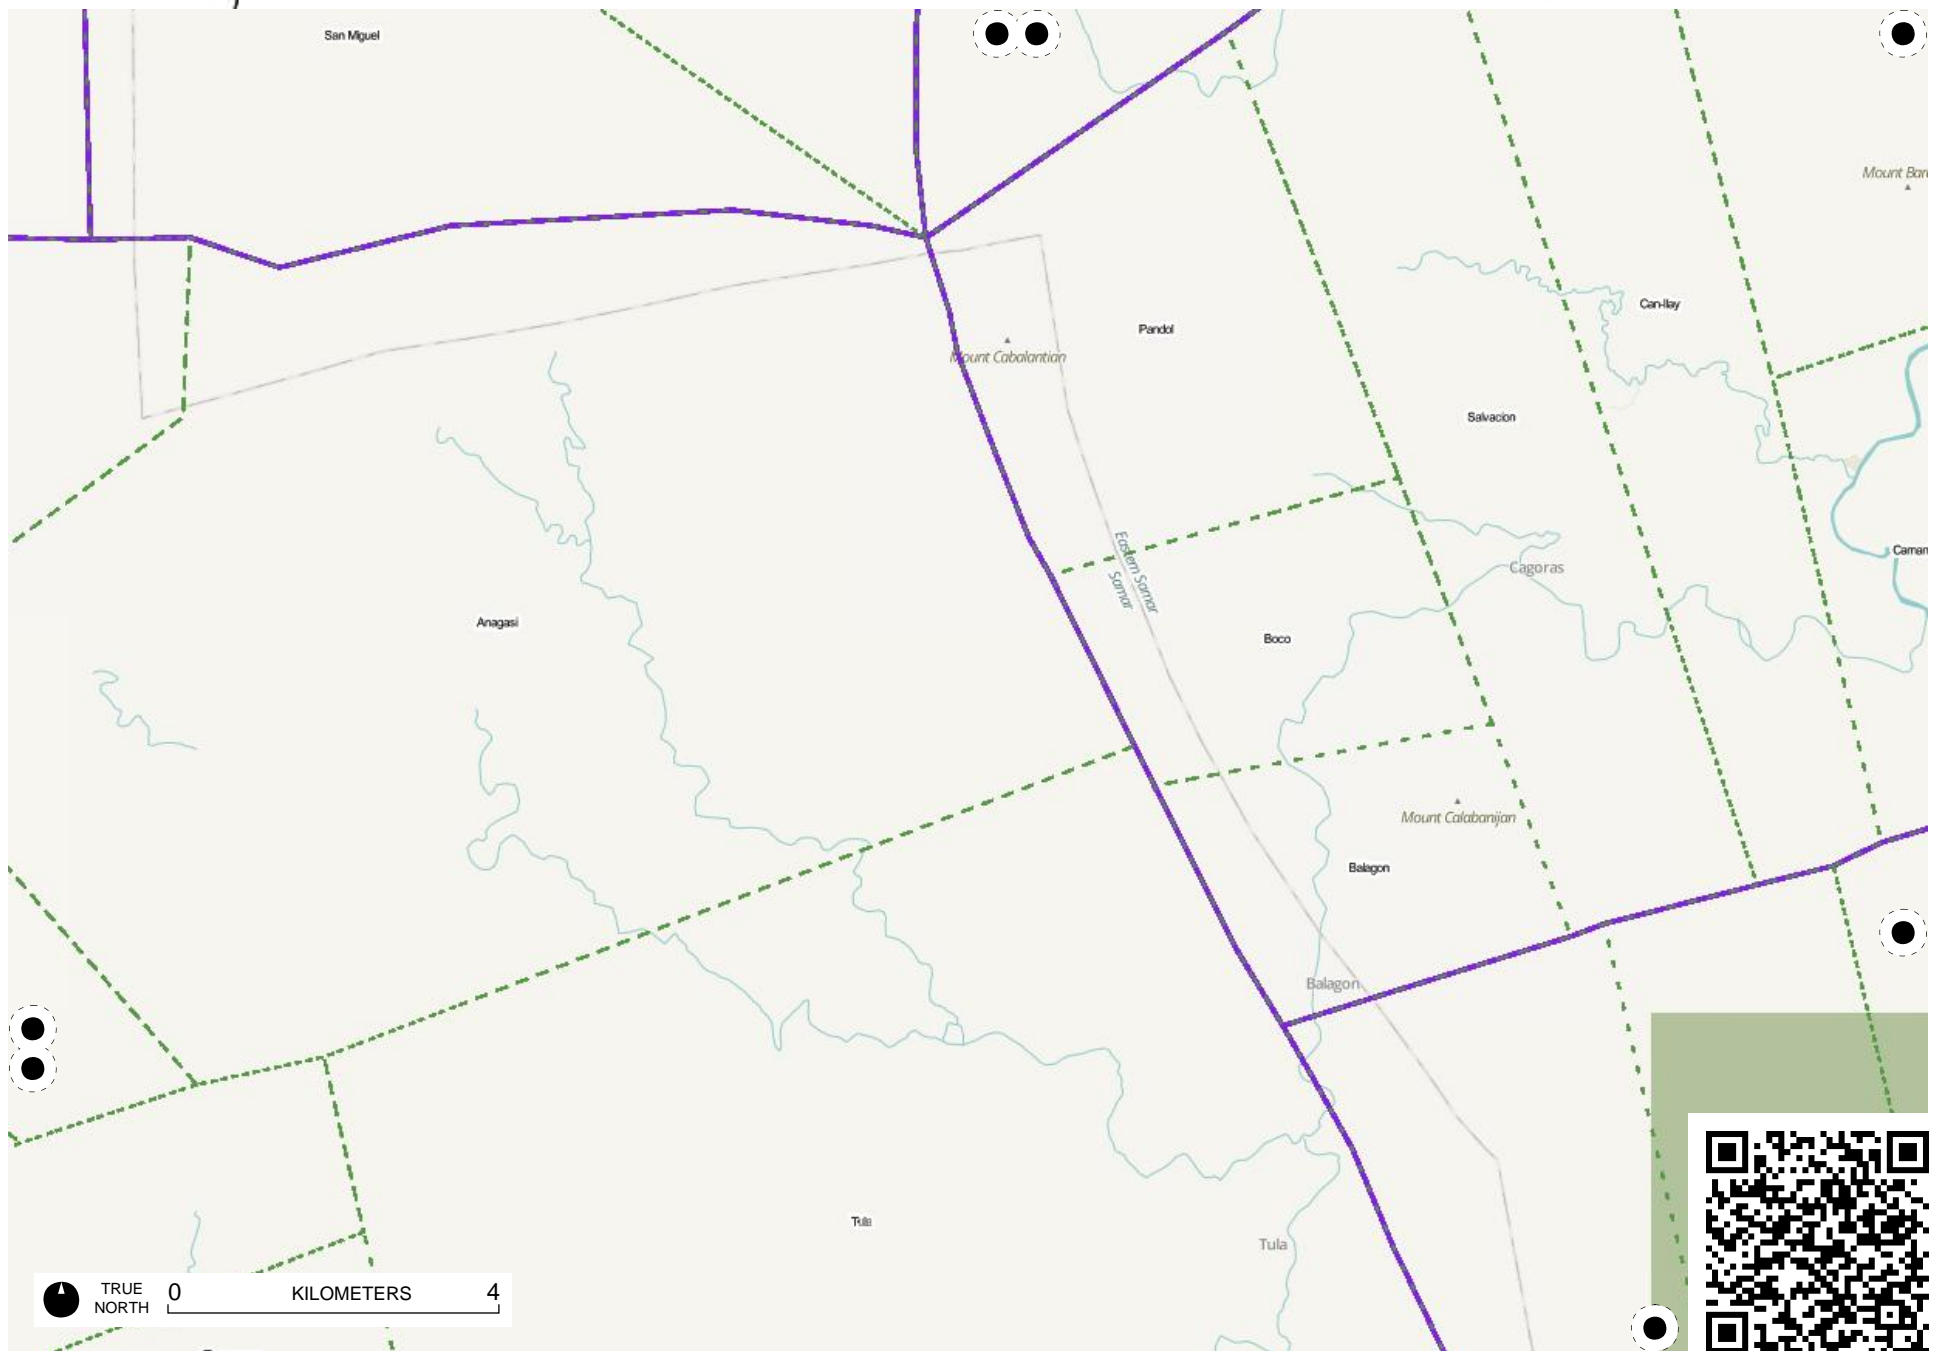 San Miguel
Mount Bar
Can-Ilay
Pandol
Mount Cabalantian
Salvacion
Eastern Samar
Samar
Caman
Cagoras
Anagasi
Boco
Mount Calabanijan
Balagon
Balagon
Tula
Tula
TRUE
NORTH
0
KILOMETERS
4